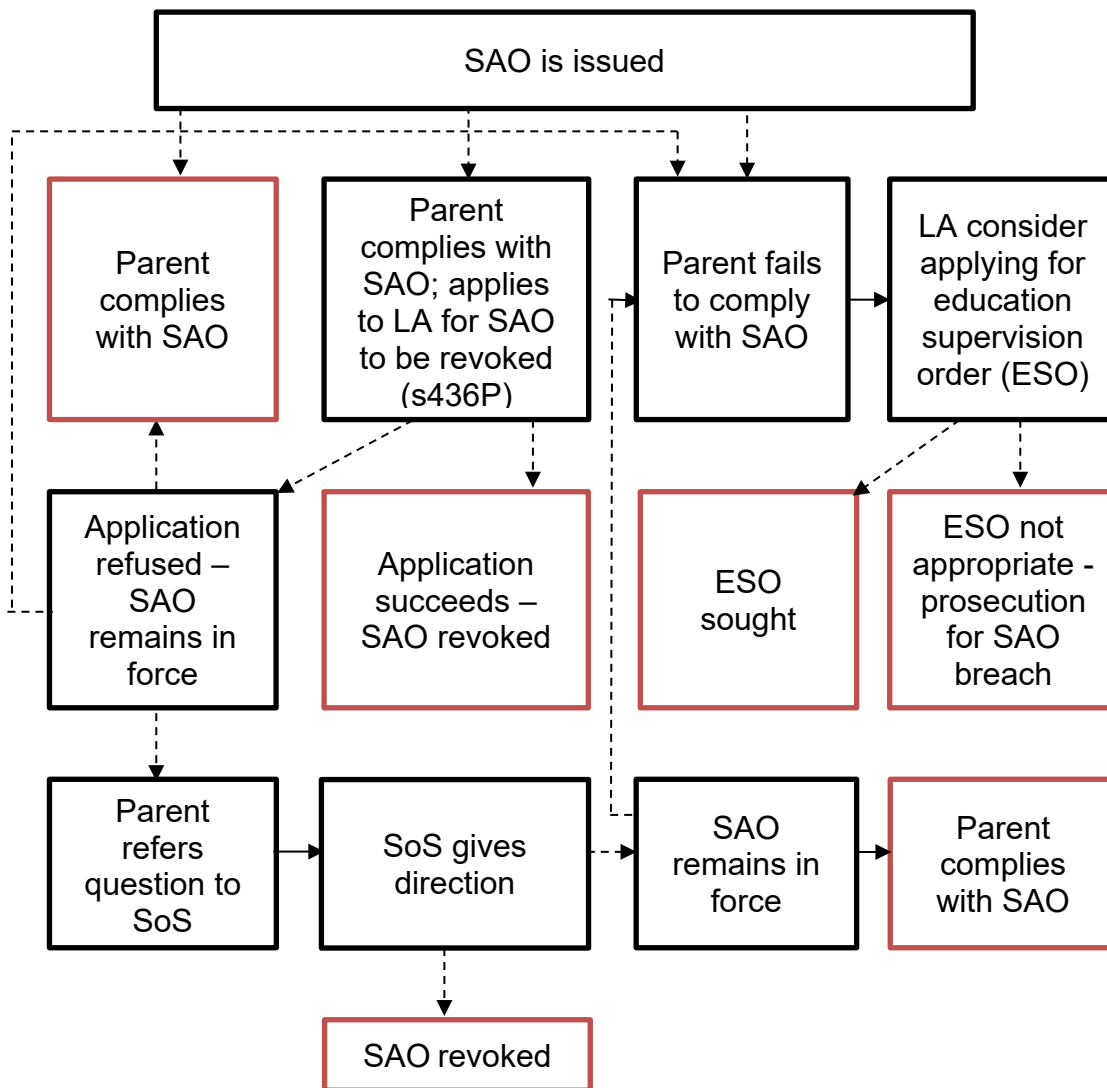 SAO is issued
Parent
complies
with SAO
Parent
complies with
SAO; applies
to LA for SAO
to be revoked
(s436P)
Parent fails
to comply
with SAO
LA consider
applying for
education
supervision
order (ESO)
Application
refused –
SAO
remains in
force
Application
succeeds –
SAO revoked
ESO
sought
ESO not
appropriate -
prosecution
for SAO
breach
Parent
refers
question to
SoS
SoS gives
direction
SAO
remains in
force
Parent
complies
with SAO
SAO revoked